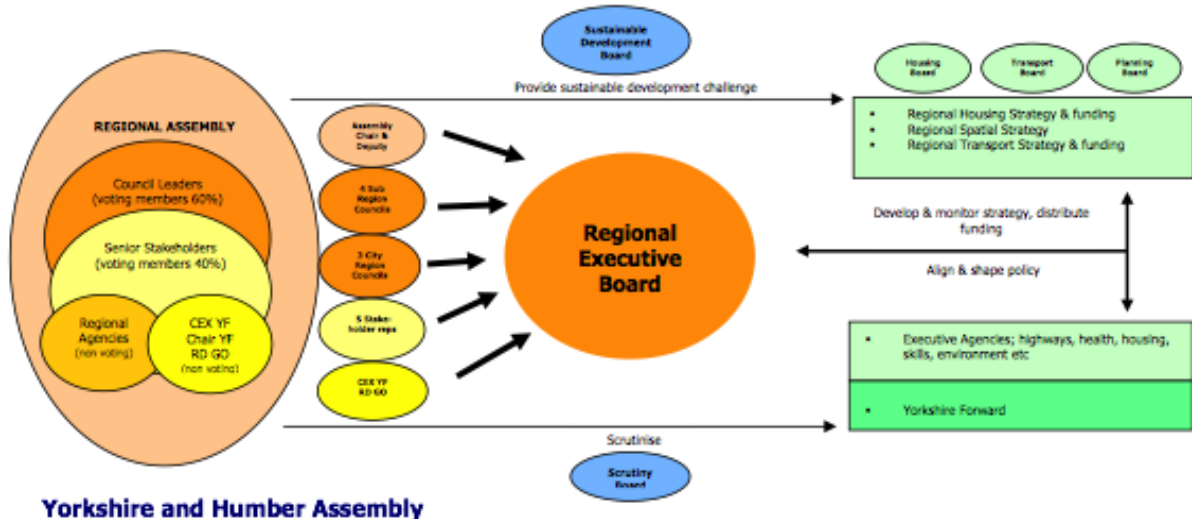 Sustainable
Development
Board
Provide sustainable development challenge
Housing
Board
Transport
Board
Planning
Board
REGIONAL ASSEMBLY
Council Leaders
(voting members 60%)
Senior Stakeholders
(voting members 40%)
Regional
Agencies
(non voting)
CEX YF
Chair YF
RD GO
(non voting)
Assembly
Chair &
Deputy
4 Sub
Region
Councils
3 City
Region
Councils
5 Stake-
holder reps
CEX YF
RD GO
Regional
Executive
Board
▪ Regional Housing Strategy & funding
▪ Regional Spatial Strategy
▪ Regional Transport Strategy & funding
Develop & monitor strategy, distribute
funding
Align & shape policy
▪ Executive Agencies; highways, health, housing,
skills, environment etc
▪ Yorkshire Forward
Scrutinise
Scrutiny
Board
Yorkshire and Humber Assembly